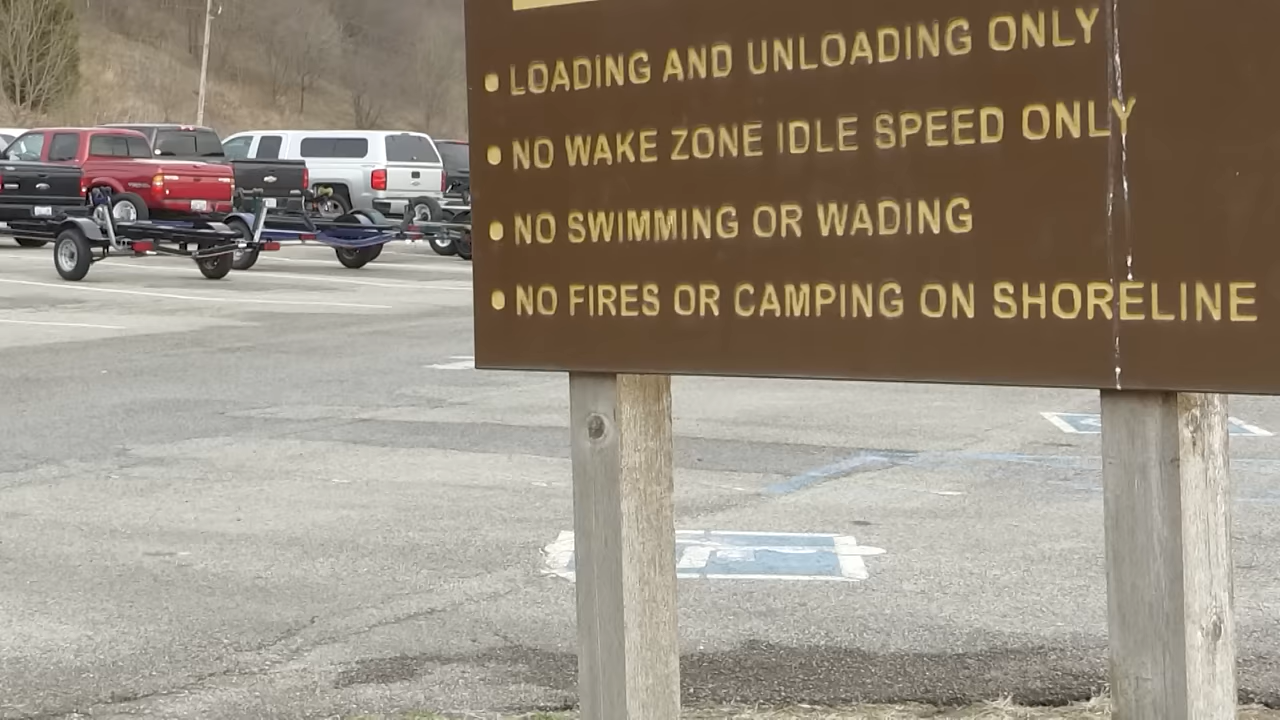 • LOADING AND UNLOADING ONLY
• NO WAKE ZONE IDLE SPEED ONLY
• NO SWIMMING OR WADING
• NO FIRES OR CAMPING ON SHORELINE